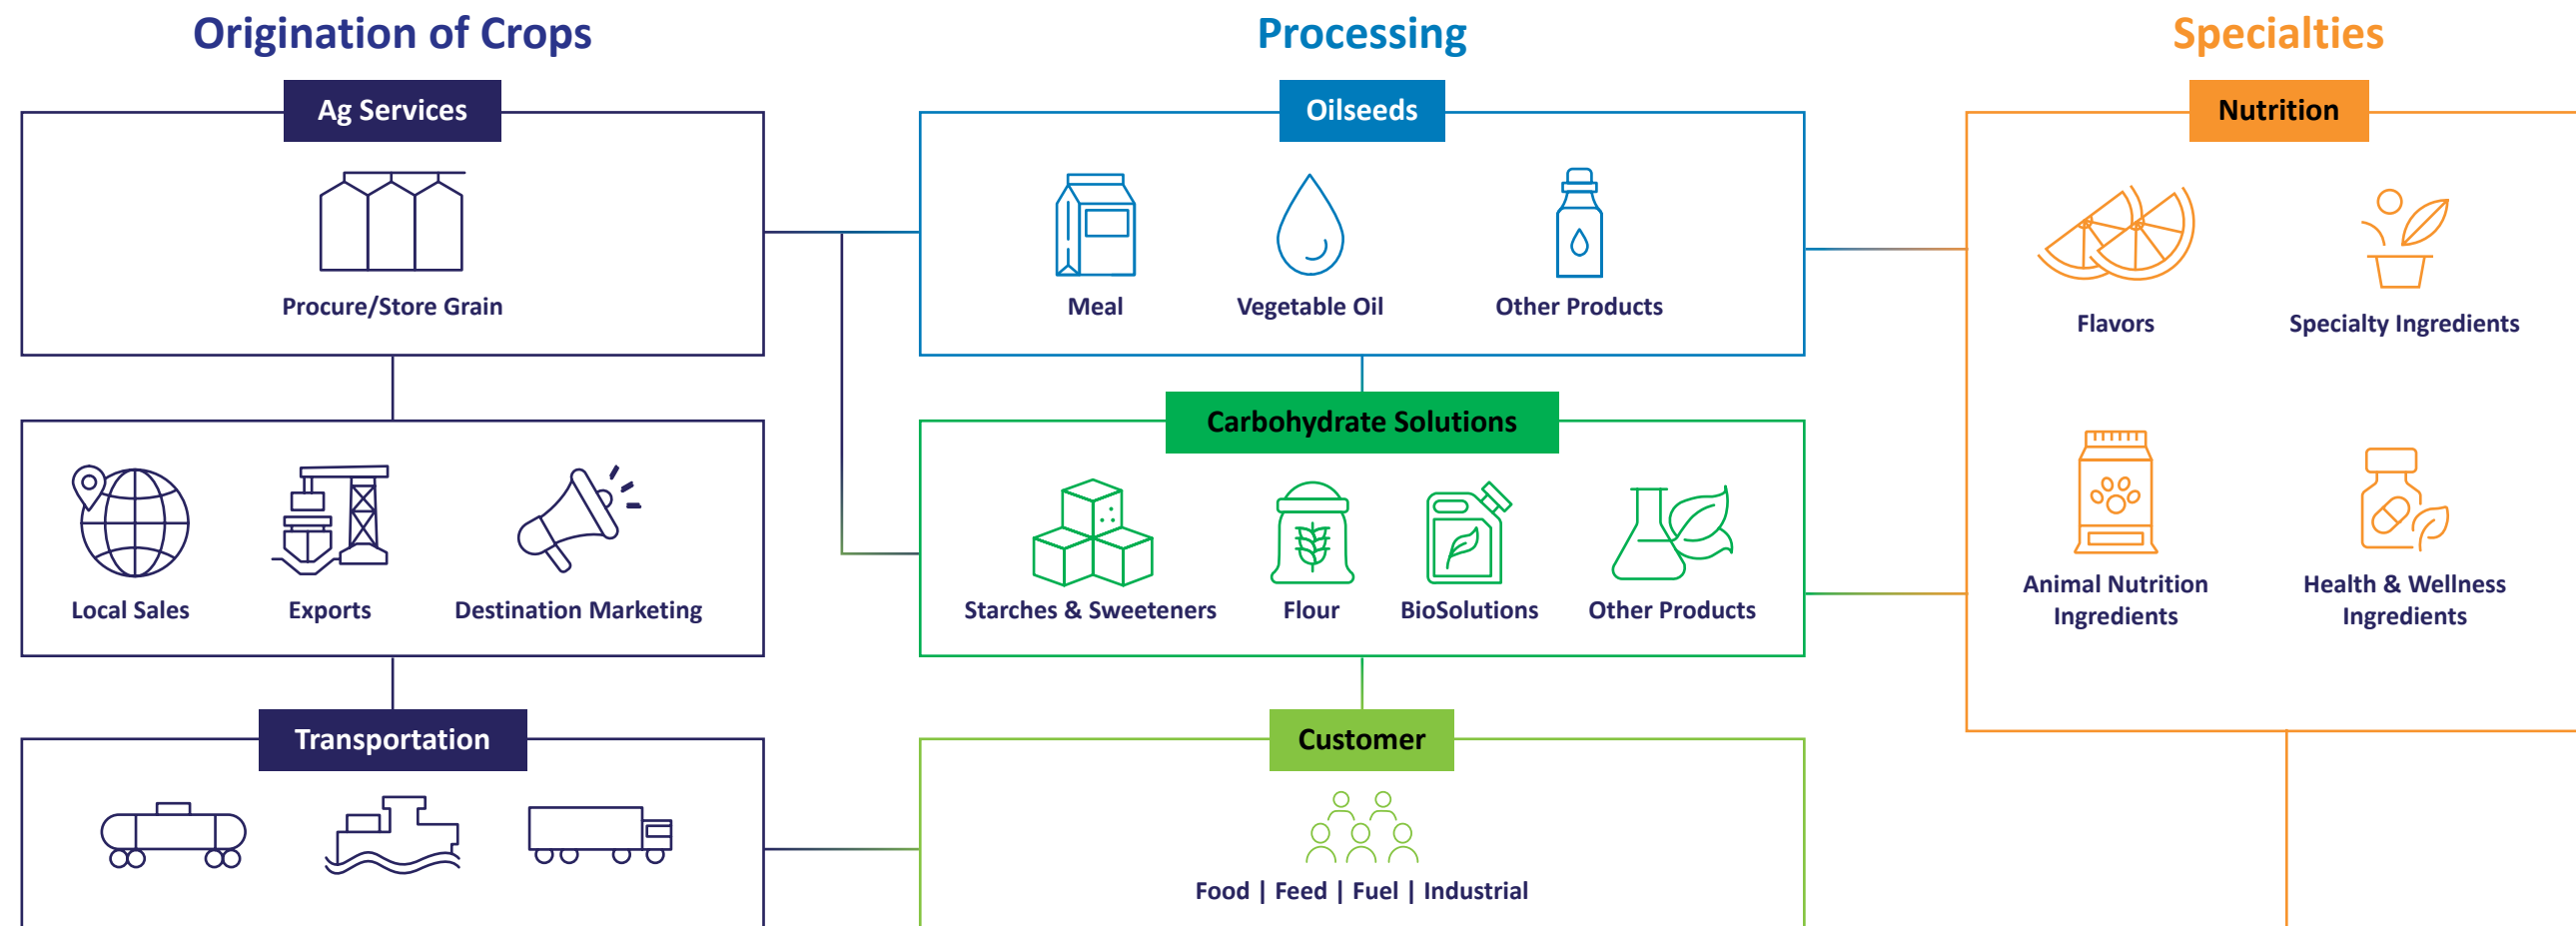 Origination of Crops
Ag Services
Procure/Store Grain
Local Sales
Exports
Destination Marketing
Transportation
Processing
Oilseeds
Meal
Vegetable Oil
Other Products
Carbohydrate Solutions
Starches & Sweeteners
Flour
BioSolutions
Other Products
Customer
Food | Feed | Fuel | Industrial
Specialties
Nutrition
Flavors
Specialty Ingredients
Animal Nutrition
Ingredients
Health & Wellness
Ingredients